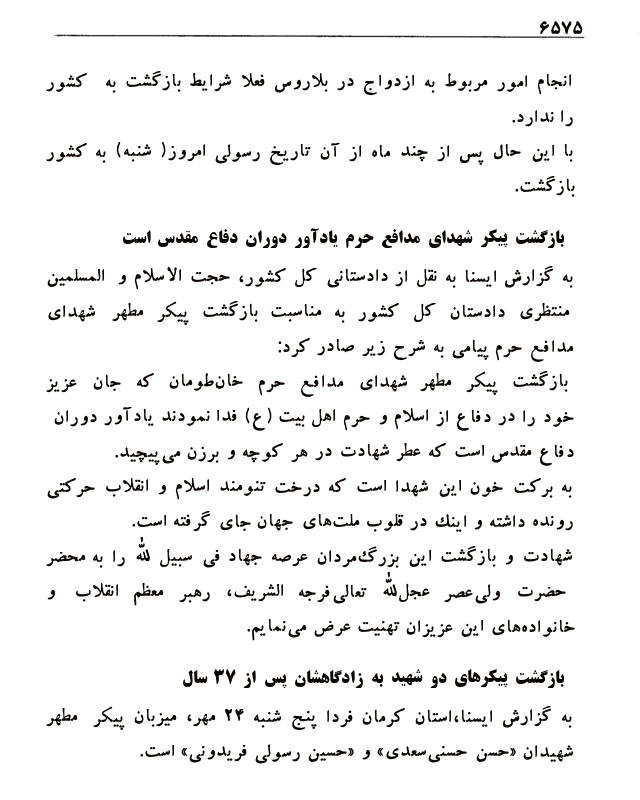 ۶۵۷۵
انجام امور مربوط به ازدواج در بلاروس فعلا شرایط بازگشت به کشور
را ندارد.
با این حال پس از چند ماه از آن تاریخ رسولی امروز( شنبه) به کشور
بازگشت.
بازگشت پیکر شهدای مدافع حرم یادآور دوران دفاع مقدس است
به گزارش ایسنا به نقل از دادستانی کل کشور، حجت الاسلام و المسلمین
منتظری دادستان کل کشور به مناسبت بازگشت پیکر مطهر شهدای
مدافع حرم پیامی به شرح زیر صادر کرد:
بازگشت پیکر مطهر شهدای مدافع حرم خان‌طومان که جان عزیز
خود را در دفاع از اسلام و حرم اهل بیت (ع) فدا نمودند یادآور دوران
دفاع مقدس است که عطر شهادت در هر کوچه و برزن می‌پیچید.
به برکت خون این شهدا است که درخت تنومند اسلام و انقلاب حرکتی
رونده داشته و اینك در قلوب ملت‌های جهان جای گرفته است.
شهادت و بازگشت این بزرگ‌مردان عرصه جهاد فی سبیل الله را به محضر
حضرت ولی‌عصر عجل‌الله تعالی‌فرجه الشریف، رهبر معظم انقلاب و
خانواده‌های این عزیزان تهنیت عرض می‌نمایم.
بازگشت پیکرهای دو شهید به زادگاهشان پس از ۳۷ سال
به گزارش ایسنا،استان کرمان فردا پنج شنبه ۲۴ مهر، میزبان پیکر مطهر
شهیدان «حسن حسنی‌سعدی» و «حسین رسولی فریدونی» است.